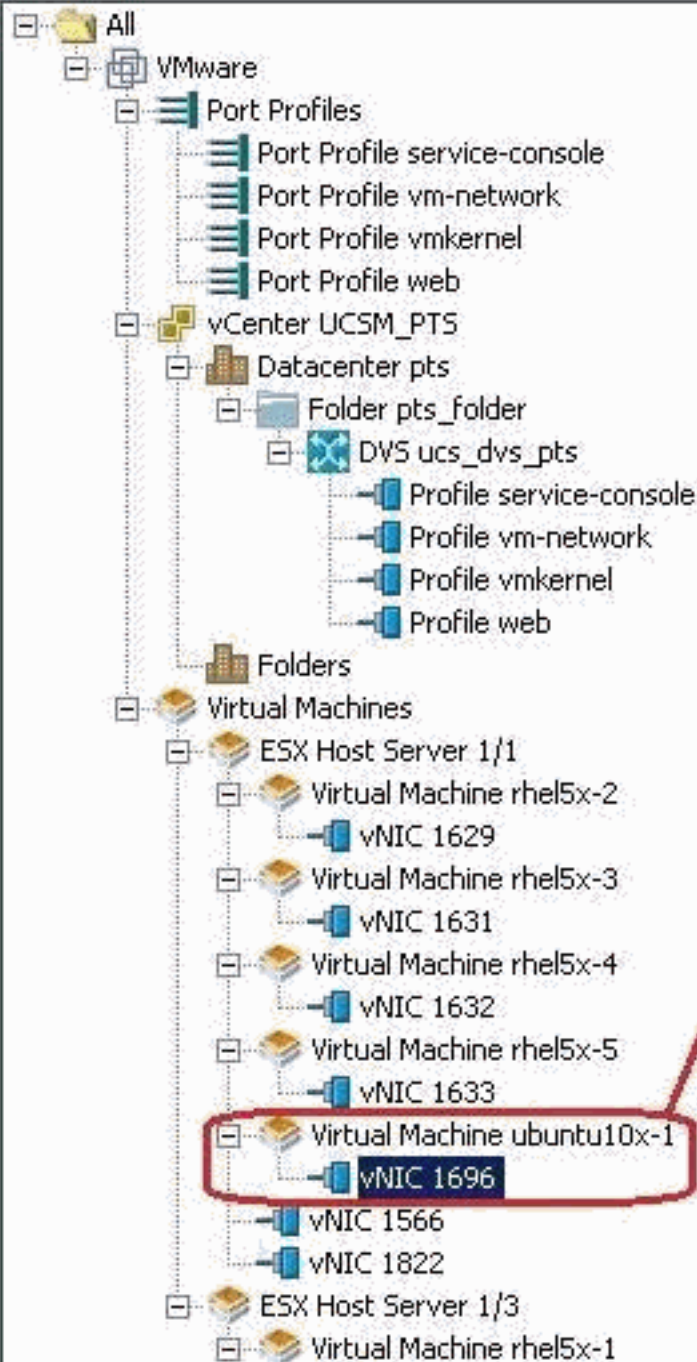 All
VMware
Port Profiles
Port Profile service-console
Port Profile vm-network
Port Profile vmkernel
Port Profile web
vCenter UCSM_PTS
Datacenter pts
Folder pts_folder
DVS ucs_dvs_pts
Profile service-console
Profile vm-network
Profile vmkernel
Profile web
Folders
Virtual Machines
ESX Host Server 1/1
Virtual Machine rhel5x-2
vNIC 1629
Virtual Machine rhel5x-3
vNIC 1631
Virtual Machine rhel5x-4
vNIC 1632
Virtual Machine rhel5x-5
vNIC 1633
Virtual Machine ubuntu10x-1
vNIC 1696
vNIC 1566
vNIC 1822
ESX Host Server 1/3
Virtual Machine rhel5x-1